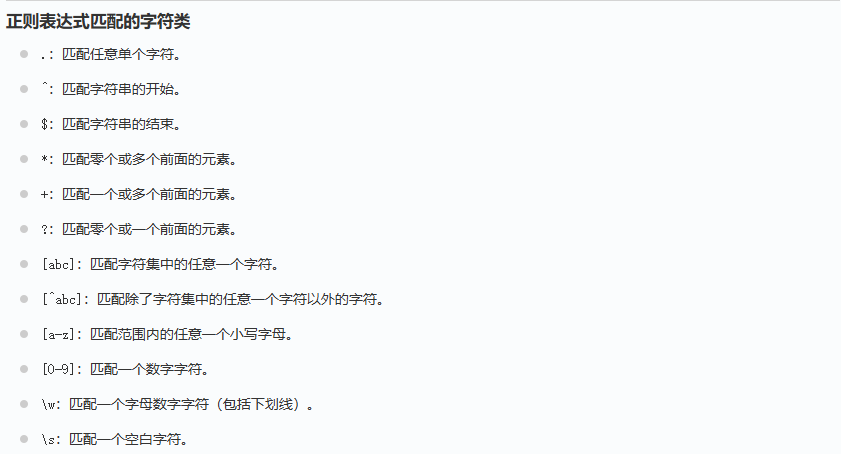 正则表达式匹配的字符类
.: 匹配任意单个字符。
^: 匹配字符串的开始。
$: 匹配字符串的结束。
*: 匹配零个或多个前面的元素。
+: 匹配一个或多个前面的元素。
?: 匹配零个或一个前面的元素。
[abc]: 匹配字符集中的任意一个字符。
[^abc]: 匹配除了字符集中的任意一个字符以外的字符。
[a-z]: 匹配范围内的任意一个小写字母。
[0-9]: 匹配一个数字字符。
\w: 匹配一个字母数字字符（包括下划线）。
\s: 匹配一个空白字符。